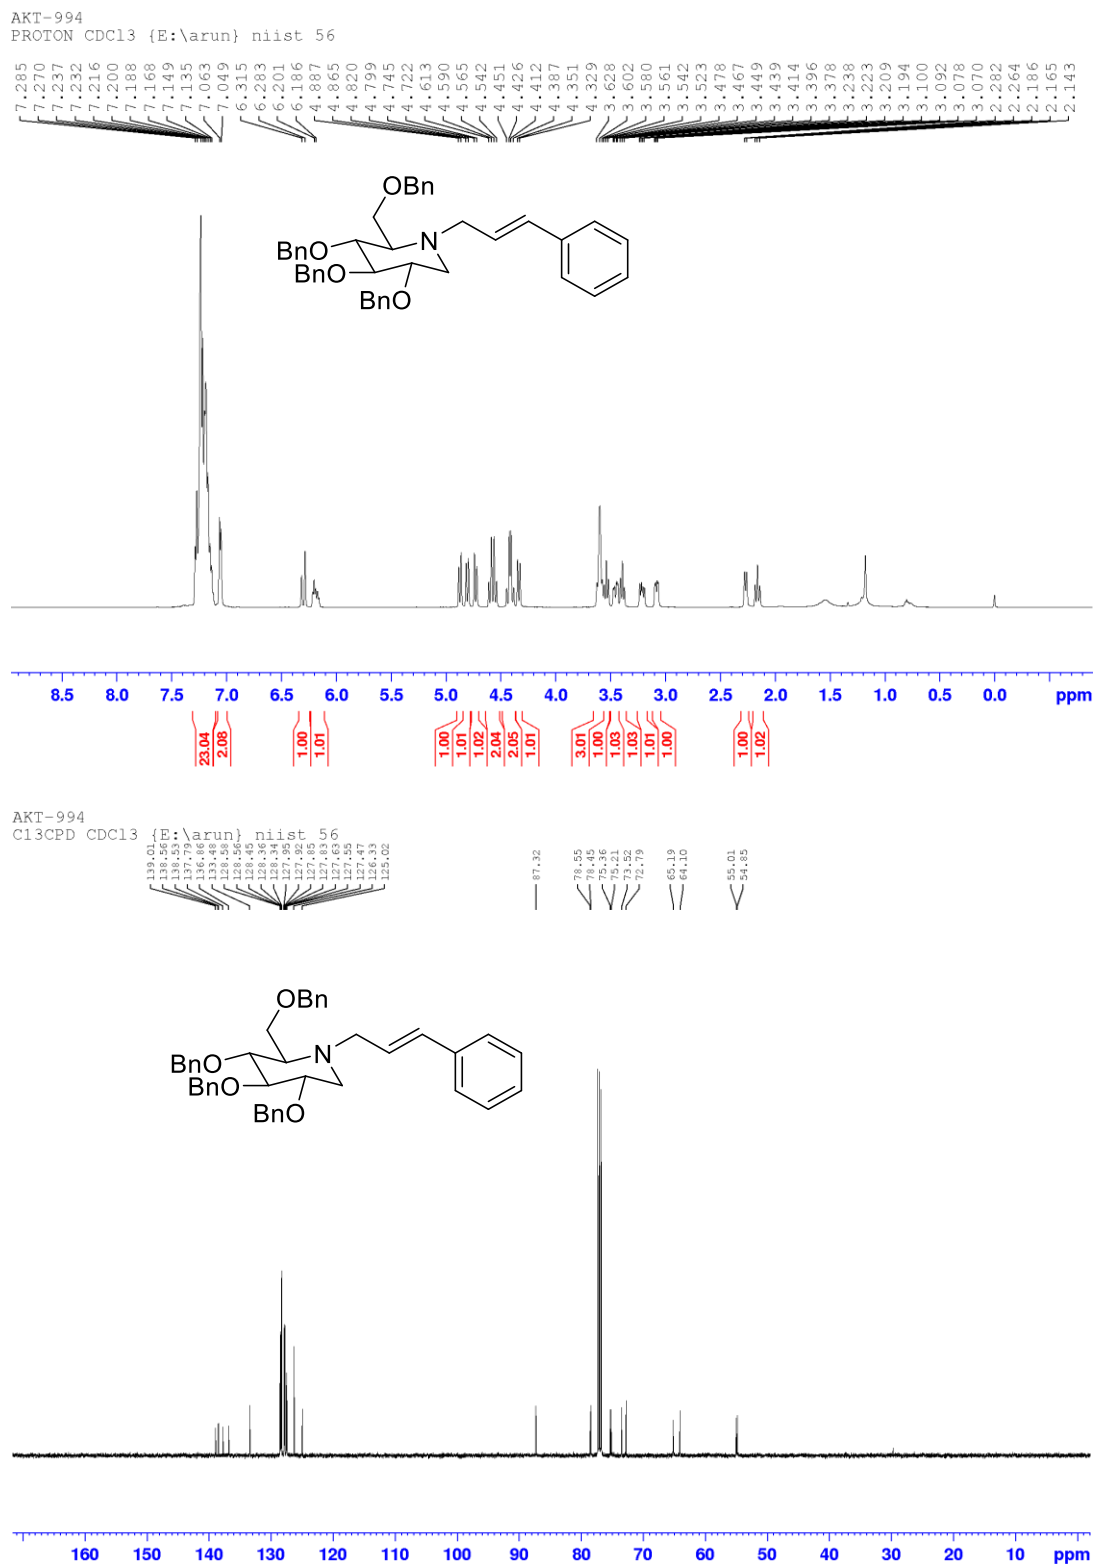 AKT-994
PROTON CDCl3 {E:\arun} niist 56
7.285 7.270 7.237 7.232 7.216 7.200 7.188 7.168 7.149 7.135 7.063 7.049 6.315 6.283 6.201 6.186 4.887 4.865 4.820 4.799 4.745 4.722 4.613 4.590 4.565 4.542 4.451 4.426 4.412 4.387 4.351 4.329 3.628 3.602 3.580 3.561 3.542 3.523 3.478 3.467 3.449 3.439 3.414 3.396 3.378 3.238 3.223 3.209 3.194 3.100 3.092 3.078 3.070 2.282 2.264 2.186 2.165 2.143
OBn
N
BnO
BnO
BnO
8.5 8.0 7.5 7.0 6.5 6.0 5.5 5.0 4.5 4.0 3.5 3.0 2.5 2.0 1.5 1.0 0.5 0.0 ppm
23.04 2.08 1.00 1.01 1.00 1.01 1.02 2.04 2.05 1.01 3.01 1.00 1.03 1.03 1.01 1.00 1.00 1.02
AKT-994
C13CPD CDCl3 {E:\arun} niist 56
139.01 138.56 138.53 137.79 136.86 133.48 128.58 128.56 128.45 128.36 128.34 127.95 127.92 127.85 127.83 127.63 127.55 127.47 126.33 125.02 87.32 78.55 78.45 75.36 75.21 73.52 72.79 65.19 64.10 55.01 54.85
OBn
N
BnO
BnO
BnO
160 150 140 130 120 110 100 90 80 70 60 50 40 30 20 10 ppm